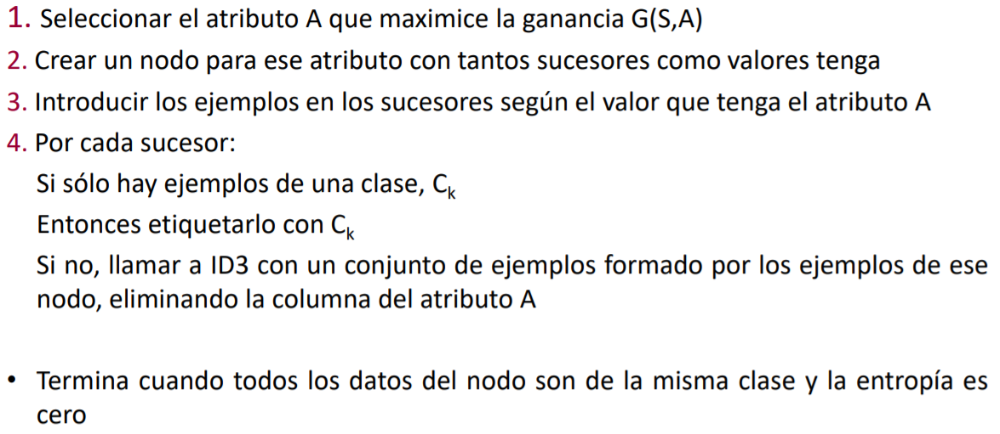 1. Seleccionar el atributo A que maximice la ganancia G(S,A)
2. Crear un nodo para ese atributo con tantos sucesores como valores tenga
3. Introducir los ejemplos en los sucesores según el valor que tenga el atributo A
4. Por cada sucesor:
Si sólo hay ejemplos de una clase, Ck
Entonces etiquetarlo con Ck
Si no, llamar a ID3 con un conjunto de ejemplos formado por los ejemplos de ese
nodo, eliminando la columna del atributo A
• Termina cuando todos los datos del nodo son de la misma clase y la entropía es
cero